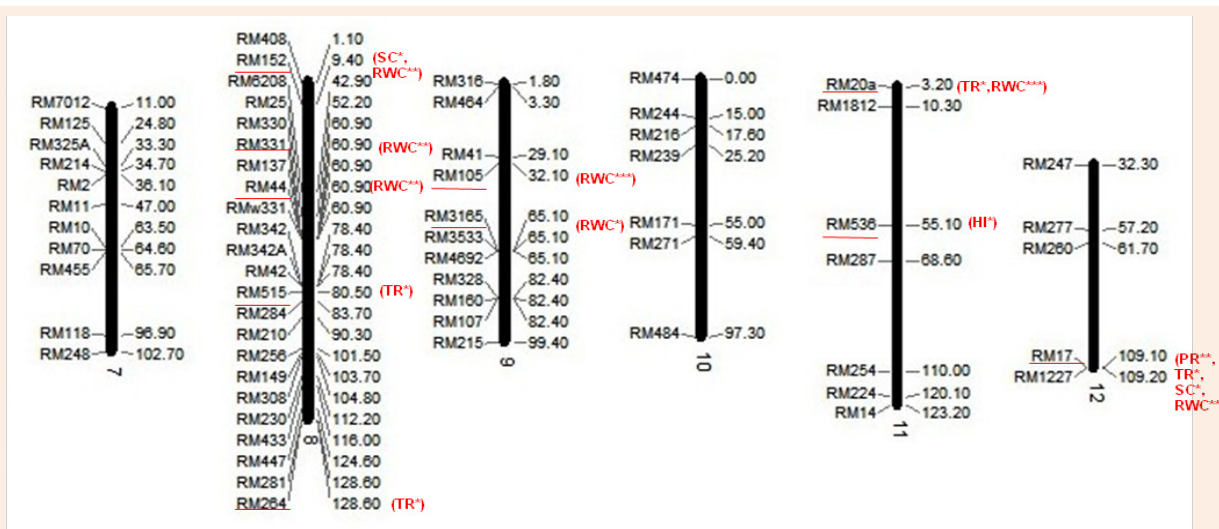 RM7012 11.00
RM125 24.80
RM325A 33.30
RM214 34.70
RM2 36.10
RM11 47.00
RM10 63.50
RM70 64.60
RM455 65.70
RM118 96.90
RM248 102.70
7
RM408 1.10
RM152 9.40 (SC*,
RWC**)
RM6208 42.90
RM25 52.20
RM330 60.90
RM331 60.90 (RWC**)
RM137 60.90
RM44 60.90 (RWC**)
RMw331 60.90
RM342 78.40
RM342A 78.40
RM42 78.40
RM515 80.50 (TR*)
RM284 83.70
RM210 90.30
RM256 101.50
RM149 103.70
RM308 104.80
RM230 112.20
RM433 116.00
RM447 124.60
RM281 128.60
RM264 128.60 (TR*)
8
RM316 1.80
RM464 3.30
RM41 29.10
RM105 32.10 (RWC***)
RM3165 65.10 (RWC*)
RM3533 65.10
RM4692 65.10
RM328 82.40
RM160 82.40
RM107 82.40
RM215 99.40
9
RM474 0.00
RM244 15.00
RM216 17.60
RM239 25.20
RM171 55.00
RM271 59.40
RM484 97.30
10
RM20a 3.20 (TR*,RWC***)
RM1812 10.30
RM536 55.10 (HI*)
RM287 68.60
RM254 110.00
RM224 120.10
RM14 123.20
11
RM247 32.30
RM277 57.20
RM260 61.70
RM17 109.10 (PR**,
RM1227 109.20 TR*,
SC*,
RWC**
12